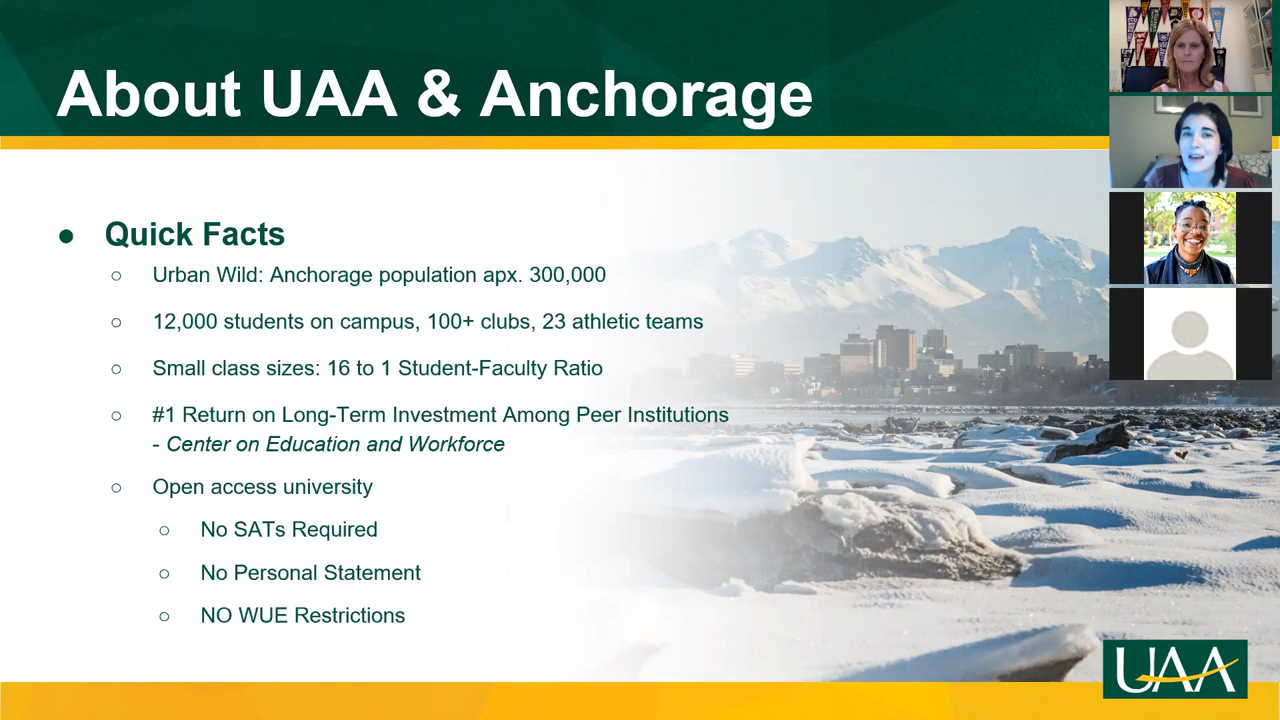 About UAA & Anchorage
● Quick Facts
○ Urban Wild: Anchorage population apx. 300,000
○ 12,000 students on campus, 100+ clubs, 23 athletic teams
○ Small class sizes: 16 to 1 Student-Faculty Ratio
○ #1 Return on Long-Term Investment Among Peer Institutions
- Center on Education and Workforce
○ Open access university
○ No SATs Required
○ No Personal Statement
○ NO WUE Restrictions
UAA